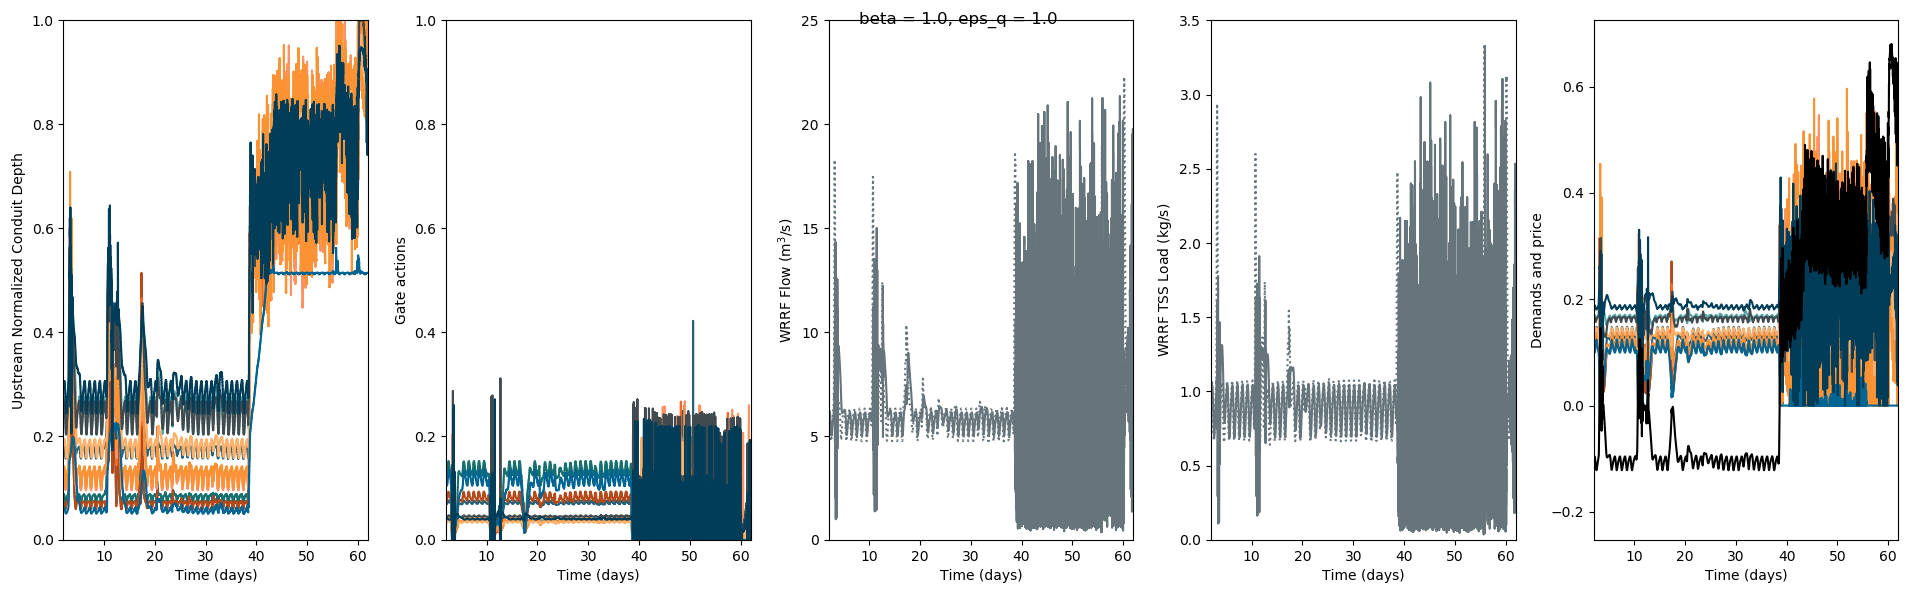 beta = 1.0, eps_q = 1.0
Upstream Normalized Conduit Depth
1.0
0.8
0.6
0.4
0.2
0.0
10 20 30 40 50 60
Time (days)
Gate actions
1.0
0.8
0.6
0.4
0.2
0.0
10 20 30 40 50 60
Time (days)
WRRF Flow (m³/s)
25
20
15
10
5
0
10 20 30 40 50 60
Time (days)
WRRF TSS Load (kg/s)
3.5
3.0
2.5
2.0
1.5
1.0
0.5
0.0
10 20 30 40 50 60
Time (days)
Demands and price
0.6
0.4
0.2
0.0
−0.2
10 20 30 40 50 60
Time (days)